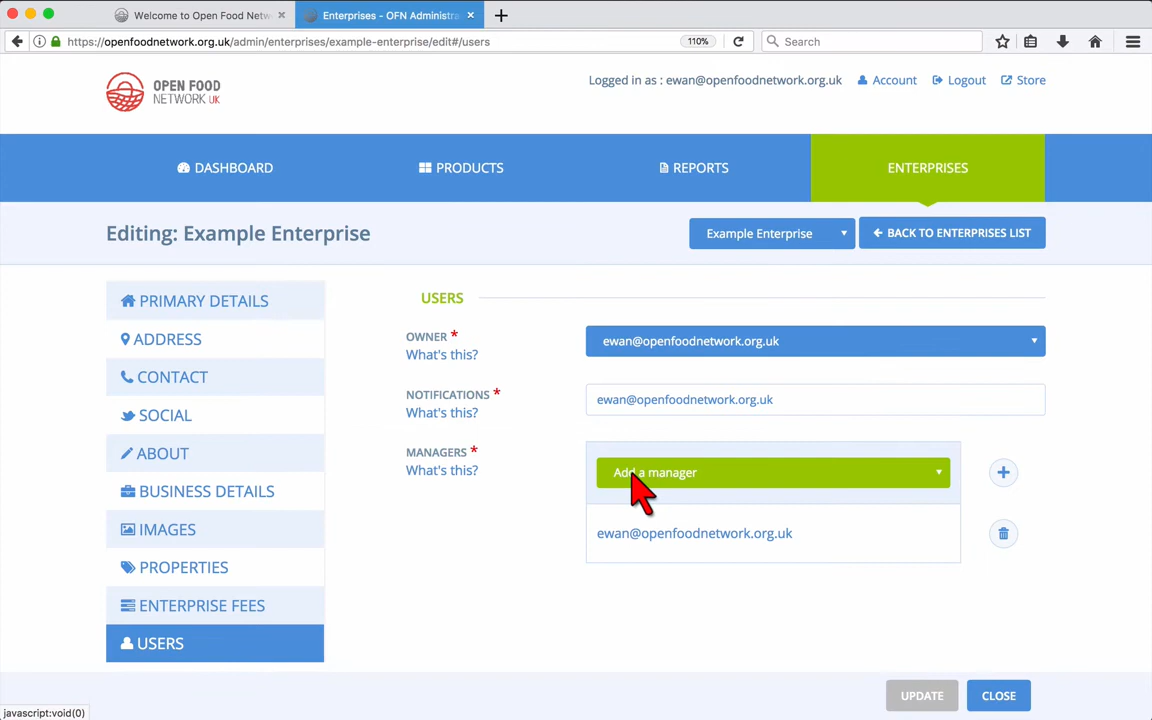 Welcome to Open Food Netw
Enterprises - OFN Administra
https://openfoodnetwork.org.uk/admin/enterprises/example-enterprise/edit#/users
110%
Search
OPEN FOOD
NETWORK UK
Logged in as : ewan@openfoodnetwork.org.uk
Account
Logout
Store
DASHBOARD
PRODUCTS
REPORTS
ENTERPRISES
Editing: Example Enterprise
Example Enterprise
BACK TO ENTERPRISES LIST
PRIMARY DETAILS
ADDRESS
CONTACT
SOCIAL
ABOUT
BUSINESS DETAILS
IMAGES
PROPERTIES
ENTERPRISE FEES
USERS
USERS
OWNER *
What's this?
ewan@openfoodnetwork.org.uk
NOTIFICATIONS *
What's this?
ewan@openfoodnetwork.org.uk
MANAGERS *
What's this?
Add a manager
ewan@openfoodnetwork.org.uk
UPDATE
CLOSE
javascript:void(0)